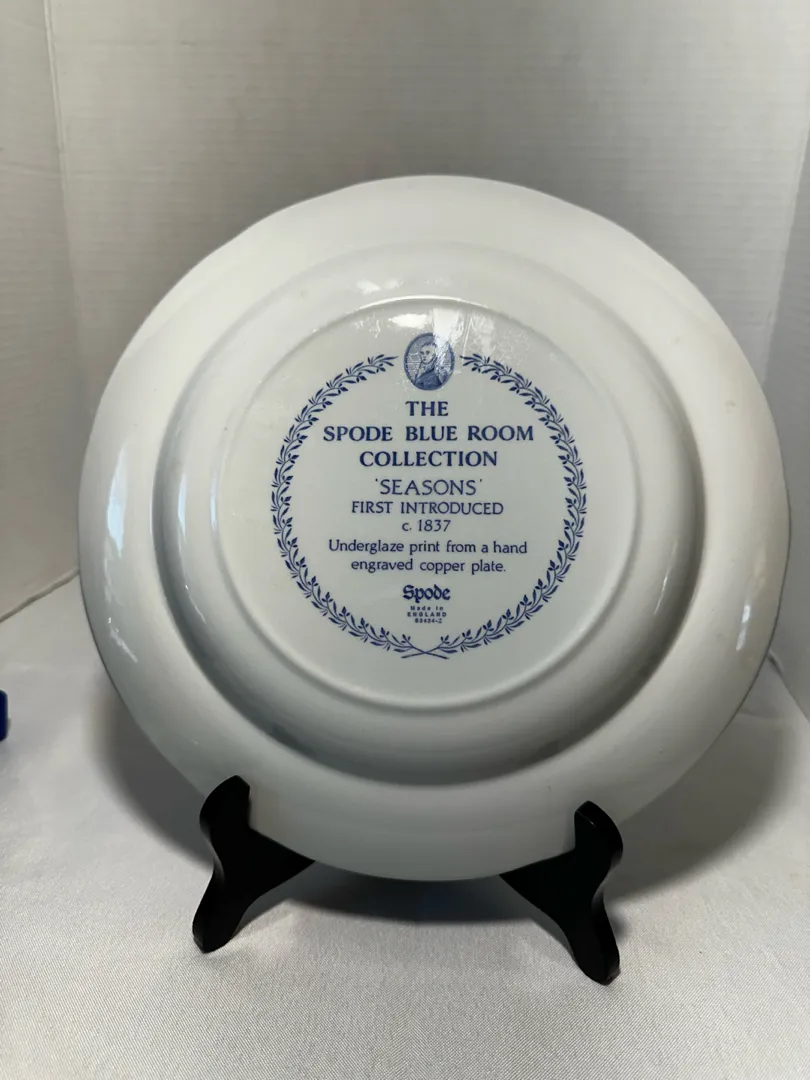 THE
SPODE BLUE ROOM
COLLECTION
'SEASONS'
FIRST INTRODUCED
c. 1837
Underglaze print from a hand
engraved copper plate.
Spode
Made in
ENGLAND